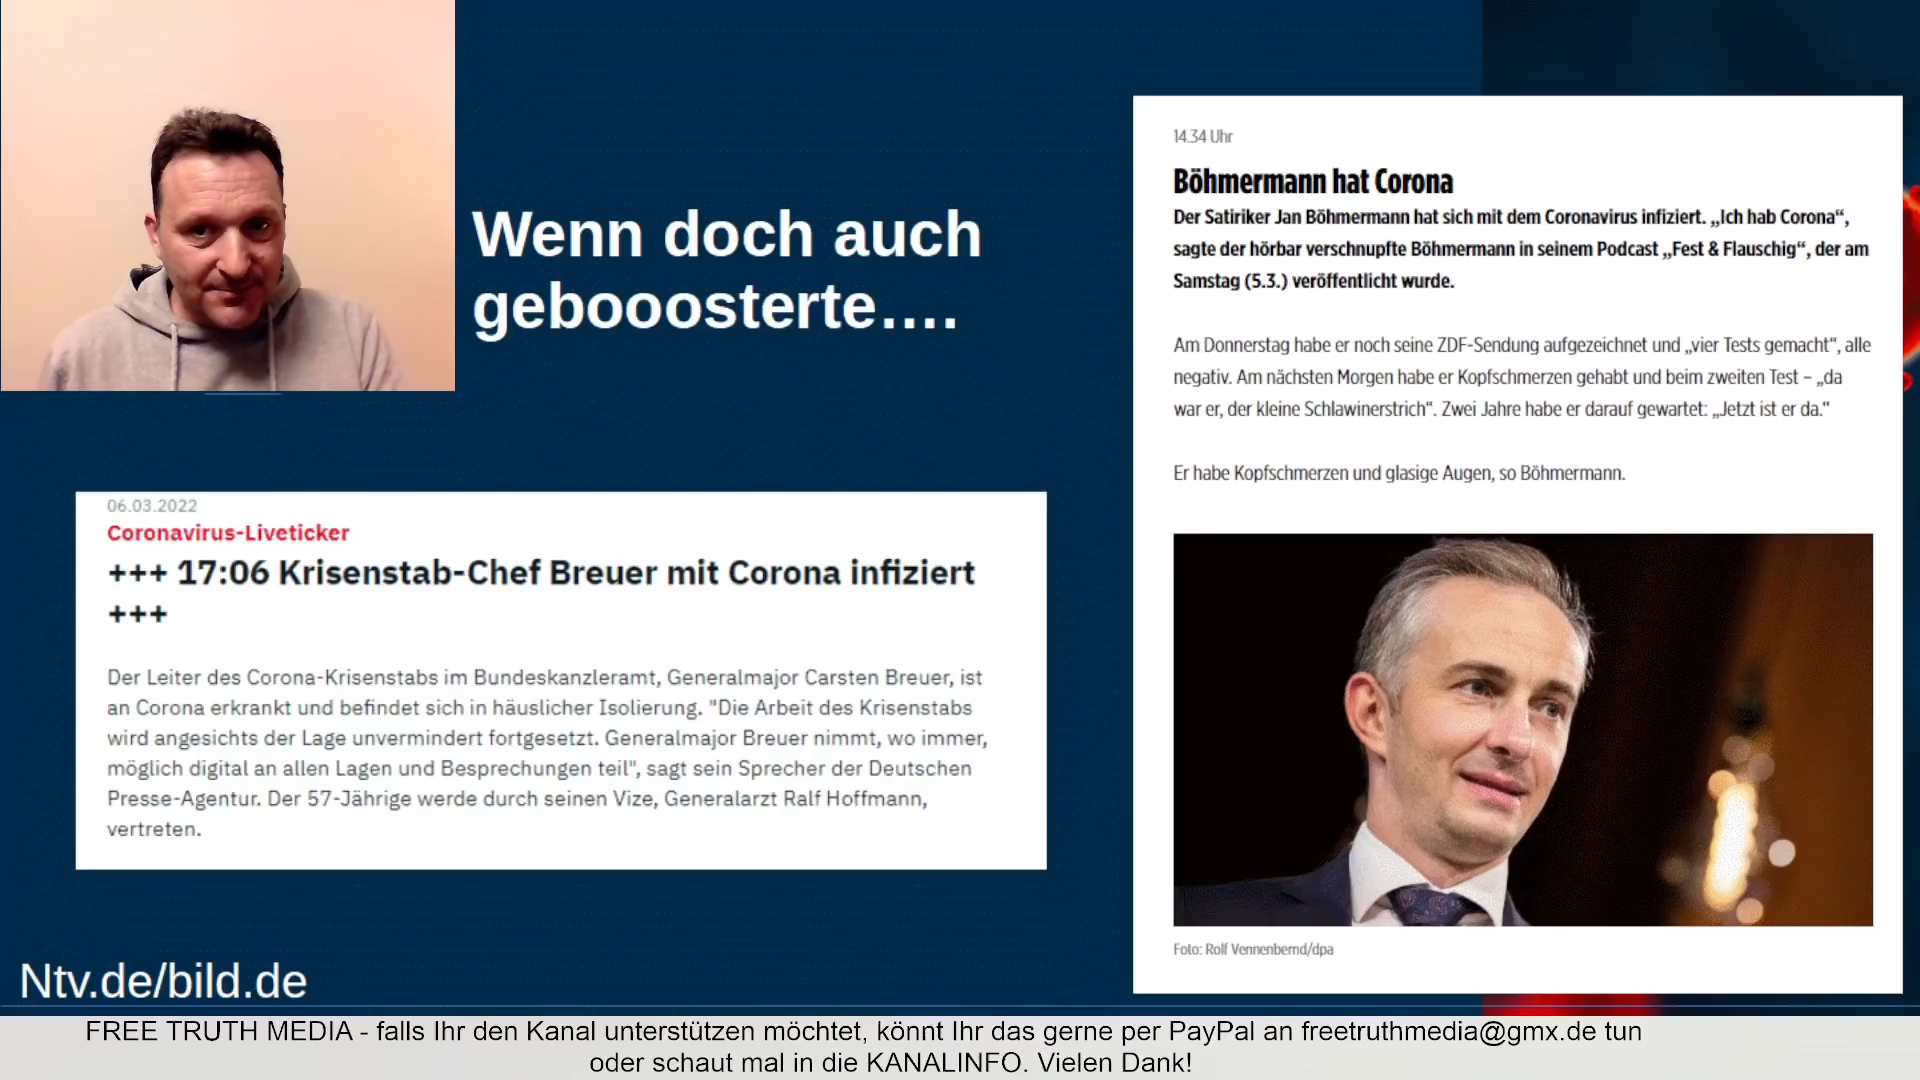 Wenn doch auch
gebooosterte....
14.34 Uhr
Böhmermann hat Corona
Der Satiriker Jan Böhmermann hat sich mit dem Coronavirus infiziert. „Ich hab Corona“,
sagte der hörbar verschnupfte Böhmermann in seinem Podcast „Fest & Flauschig“, der am
Samstag (5.3.) veröffentlicht wurde.
Am Donnerstag habe er noch seine ZDF-Sendung aufgezeichnet und „vier Tests gemacht“, alle
negativ. Am nächsten Morgen habe er Kopfschmerzen gehabt und beim zweiten Test – „da
war er, der kleine Schlawinerstrich“. Zwei Jahre habe er darauf gewartet: „Jetzt ist er da.“
Er habe Kopfschmerzen und glasige Augen, so Böhmermann.
Foto: Rolf Vennenbernd/dpa
06.03.2022
Coronavirus-Liveticker
+++ 17:06 Krisenstab-Chef Breuer mit Corona infiziert
+++
Der Leiter des Corona-Krisenstabs im Bundeskanzleramt, Generalmajor Carsten Breuer, ist
an Corona erkrankt und befindet sich in häuslicher Isolierung. "Die Arbeit des Krisenstabs
wird angesichts der Lage unvermindert fortgesetzt. Generalmajor Breuer nimmt, wo immer,
möglich digital an allen Lagen und Besprechungen teil", sagt sein Sprecher der Deutschen
Presse-Agentur. Der 57-Jährige werde durch seinen Vize, Generalarzt Ralf Hoffmann,
vertreten.
Ntv.de/bild.de
FREE TRUTH MEDIA - falls Ihr den Kanal unterstützen möchtet, könnt Ihr das gerne per PayPal an freetruthmedia@gmx.de tun
oder schaut mal in die KANALINFO. Vielen Dank!